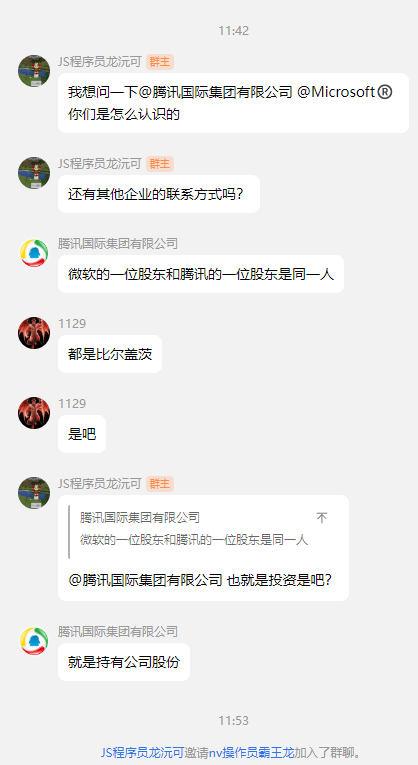 11:42
JS程序员龙沅可 群主
我想问一下@腾讯国际集团有限公司 @Microsoft®
你们是怎么认识的
JS程序员龙沅可 群主
还有其他企业的联系方式吗?
腾讯国际集团有限公司
微软的一位股东和腾讯的一位股东是同一人
1129
都是比尔盖茨
1129
是吧
JS程序员龙沅可 群主
腾讯国际集团有限公司
微软的一位股东和腾讯的一位股东是同一人
@腾讯国际集团有限公司 也就是投资是吧?
腾讯国际集团有限公司
就是持有公司股份
11:53
JS程序员龙沅可邀请nv操作员霸王龙加入了群聊。